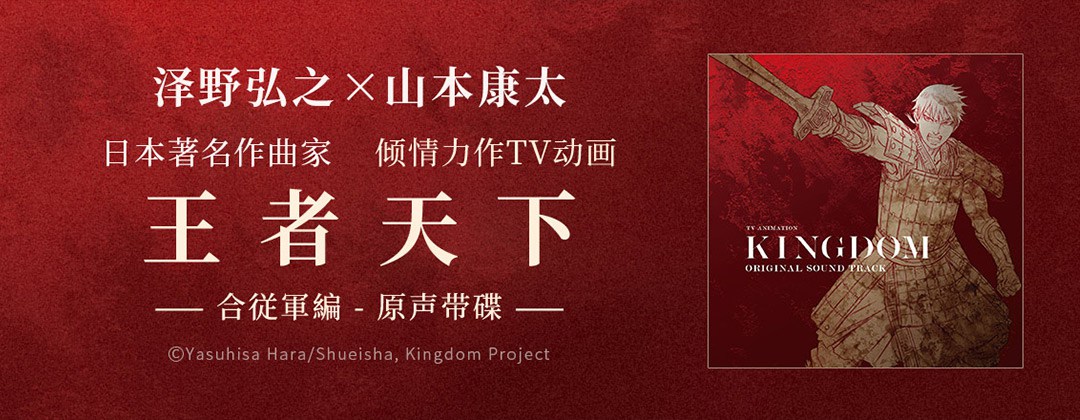 泽野弘之×山本康太
日本著名作曲家 倾情力作TV动画
王者天下
—— 合従軍編 - 原声带碟 ——
©Yasuhisa Hara/Shueisha, Kingdom Project
TV ANIMATION
KINGDOM
ORIGINAL SOUND TRACK